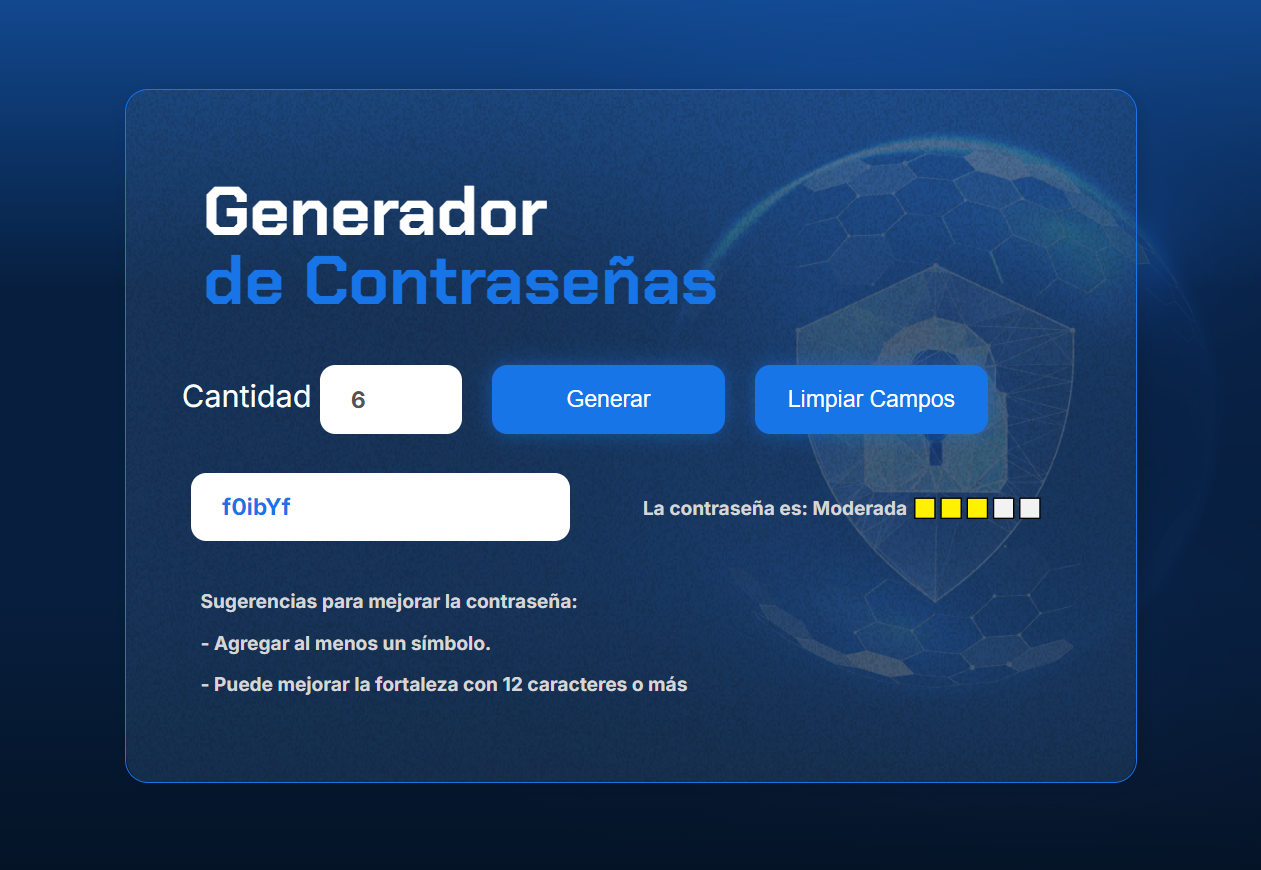 Generador
de Contraseñas
Cantidad 6 Generar Limpiar Campos
f0ibYf La contraseña es: Moderada
Sugerencias para mejorar la contraseña:
- Agregar al menos un símbolo.
- Puede mejorar la fortaleza con 12 caracteres o más